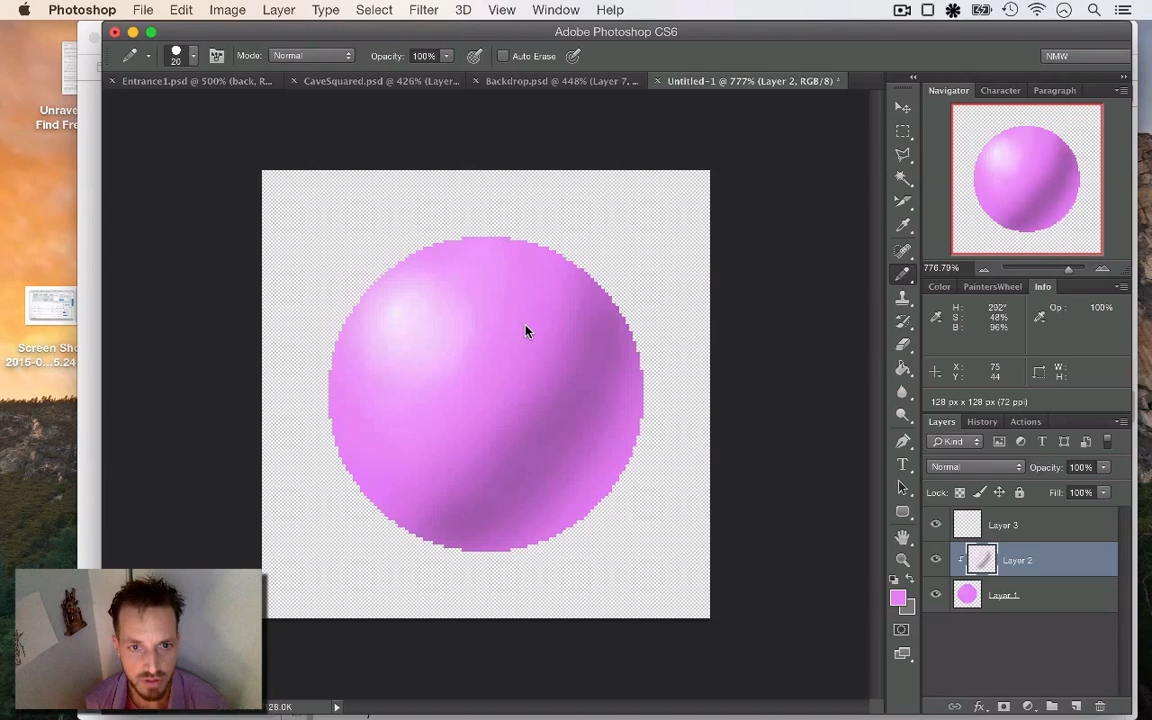 Photoshop File Edit Image Layer Type Select Filter 3D View Window Help
Adobe Photoshop CS6
20 Mode: Normal Opacity: 100% Auto Erase NMW
Entrance1.psd @ 500% (back, R... CaveSquared.psd @ 426% (Layer... Backdrop.psd @ 448% (Layer 7, ... Untitled-1 @ 777% (Layer 2, RGB/8) *
Navigator Character Paragraph
Unrave
Find Fre
776.79%
Color PaintersWheel Info
H: 292° Op: 100%
S: 48%
B: 96%
X: 75 W:
Y: 44 H:
Screen Sho
2015-0...5.24
128 px x 128 px (72 ppi)
Layers History Actions
Kind
Normal Opacity: 100%
Lock: Fill: 100%
Layer 3
Layer 2
Layer 1
28.0K
fx